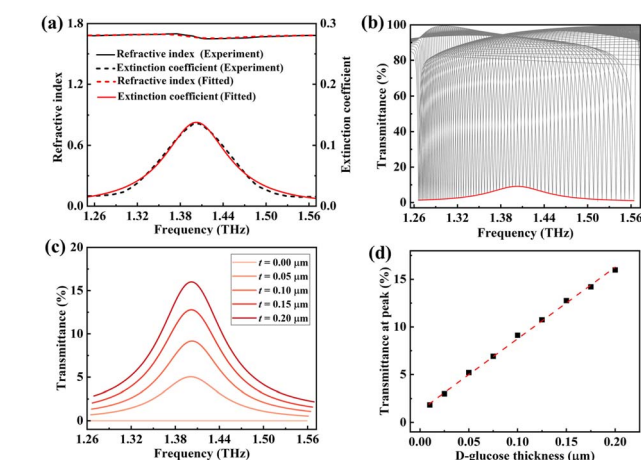 (a)
1.8
1.2
0.6
0.0
Refractive index
0.3
0.2
0.1
0.0
Extinction coefficient
Refractive index (Experiment)
Extinction coefficient (Experiment)
Refractive index (Fitted)
Extinction coefficient (Fitted)
1.26 1.32 1.38 1.44 1.50 1.56
Frequency (THz)
(b)
100
80
60
40
20
0
Transmittance (%)
1.26 1.32 1.38 1.44 1.50 1.56
Frequency (THz)
(c)
20
15
10
5
0
Transmittance (%)
t = 0.00 μm
t = 0.05 μm
t = 0.10 μm
t = 0.15 μm
t = 0.20 μm
1.26 1.32 1.38 1.44 1.50 1.56
Frequency (THz)
(d)
15
10
5
0
Transmittance at peak (%)
0.00 0.05 0.10 0.15 0.20
D-glucose thickness (μm)